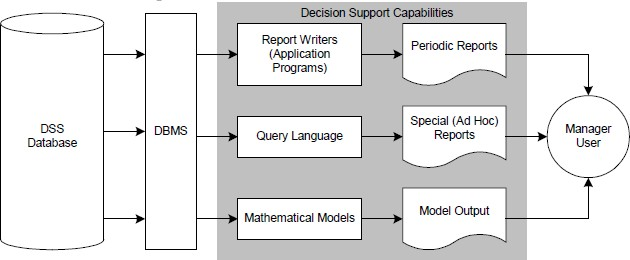 Decision Support Capabilities
Report Writers
(Application
Programs)
Periodic Reports
DSS
Database
DBMS
Query Language
Special (Ad Hoc)
Reports
Manager
User
Mathematical Models
Model Output